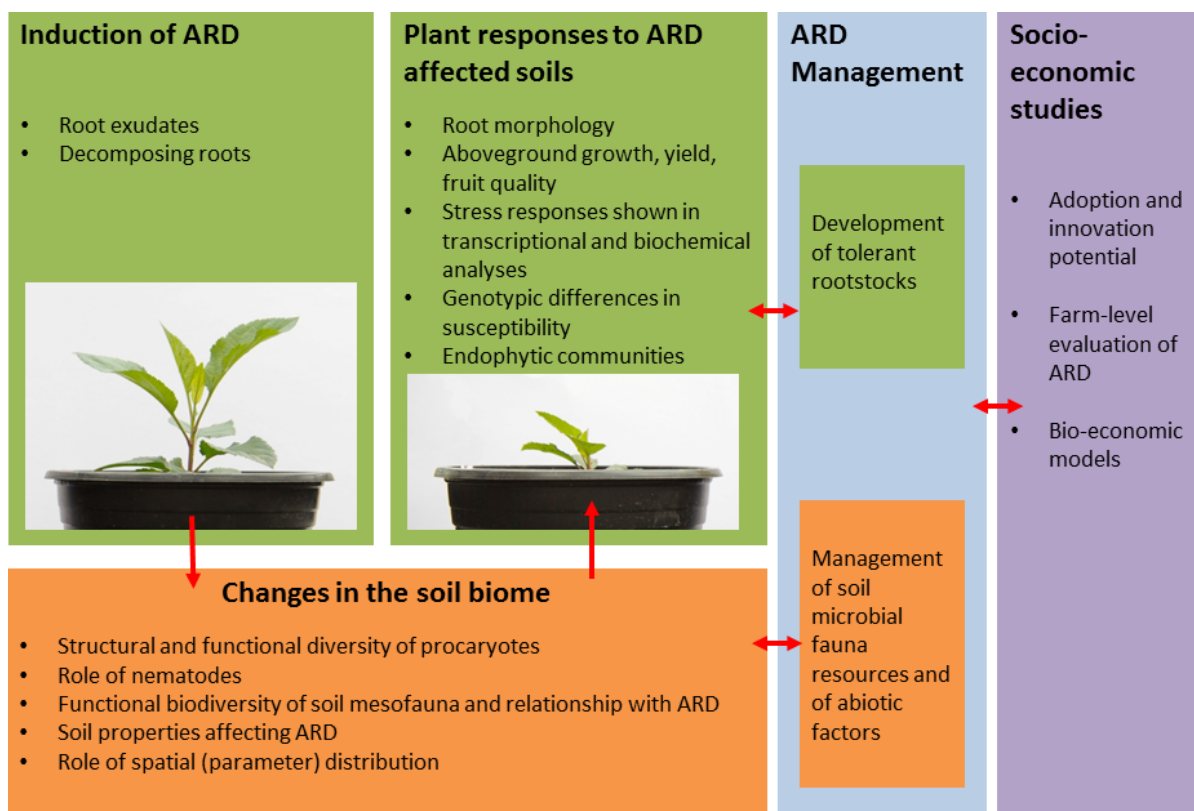 Induction of ARD
• Root exudates
• Decomposing roots
Plant responses to ARD
affected soils
• Root morphology
• Aboveground growth, yield,
fruit quality
• Stress responses shown in
transcriptional and biochemical
analyses
• Genotypic differences in
susceptibility
• Endophytic communities
Changes in the soil biome
• Structural and functional diversity of procaryotes
• Role of nematodes
• Functional biodiversity of soil mesofauna and relationship with ARD
• Soil properties affecting ARD
• Role of spatial (parameter) distribution
ARD
Management
Development
of tolerant
rootstocks
Management
of soil
microbial
fauna
resources and
of abiotic
factors
Socio-
economic
studies
• Adoption and
innovation
potential
• Farm-level
evaluation of
ARD
• Bio-economic
models